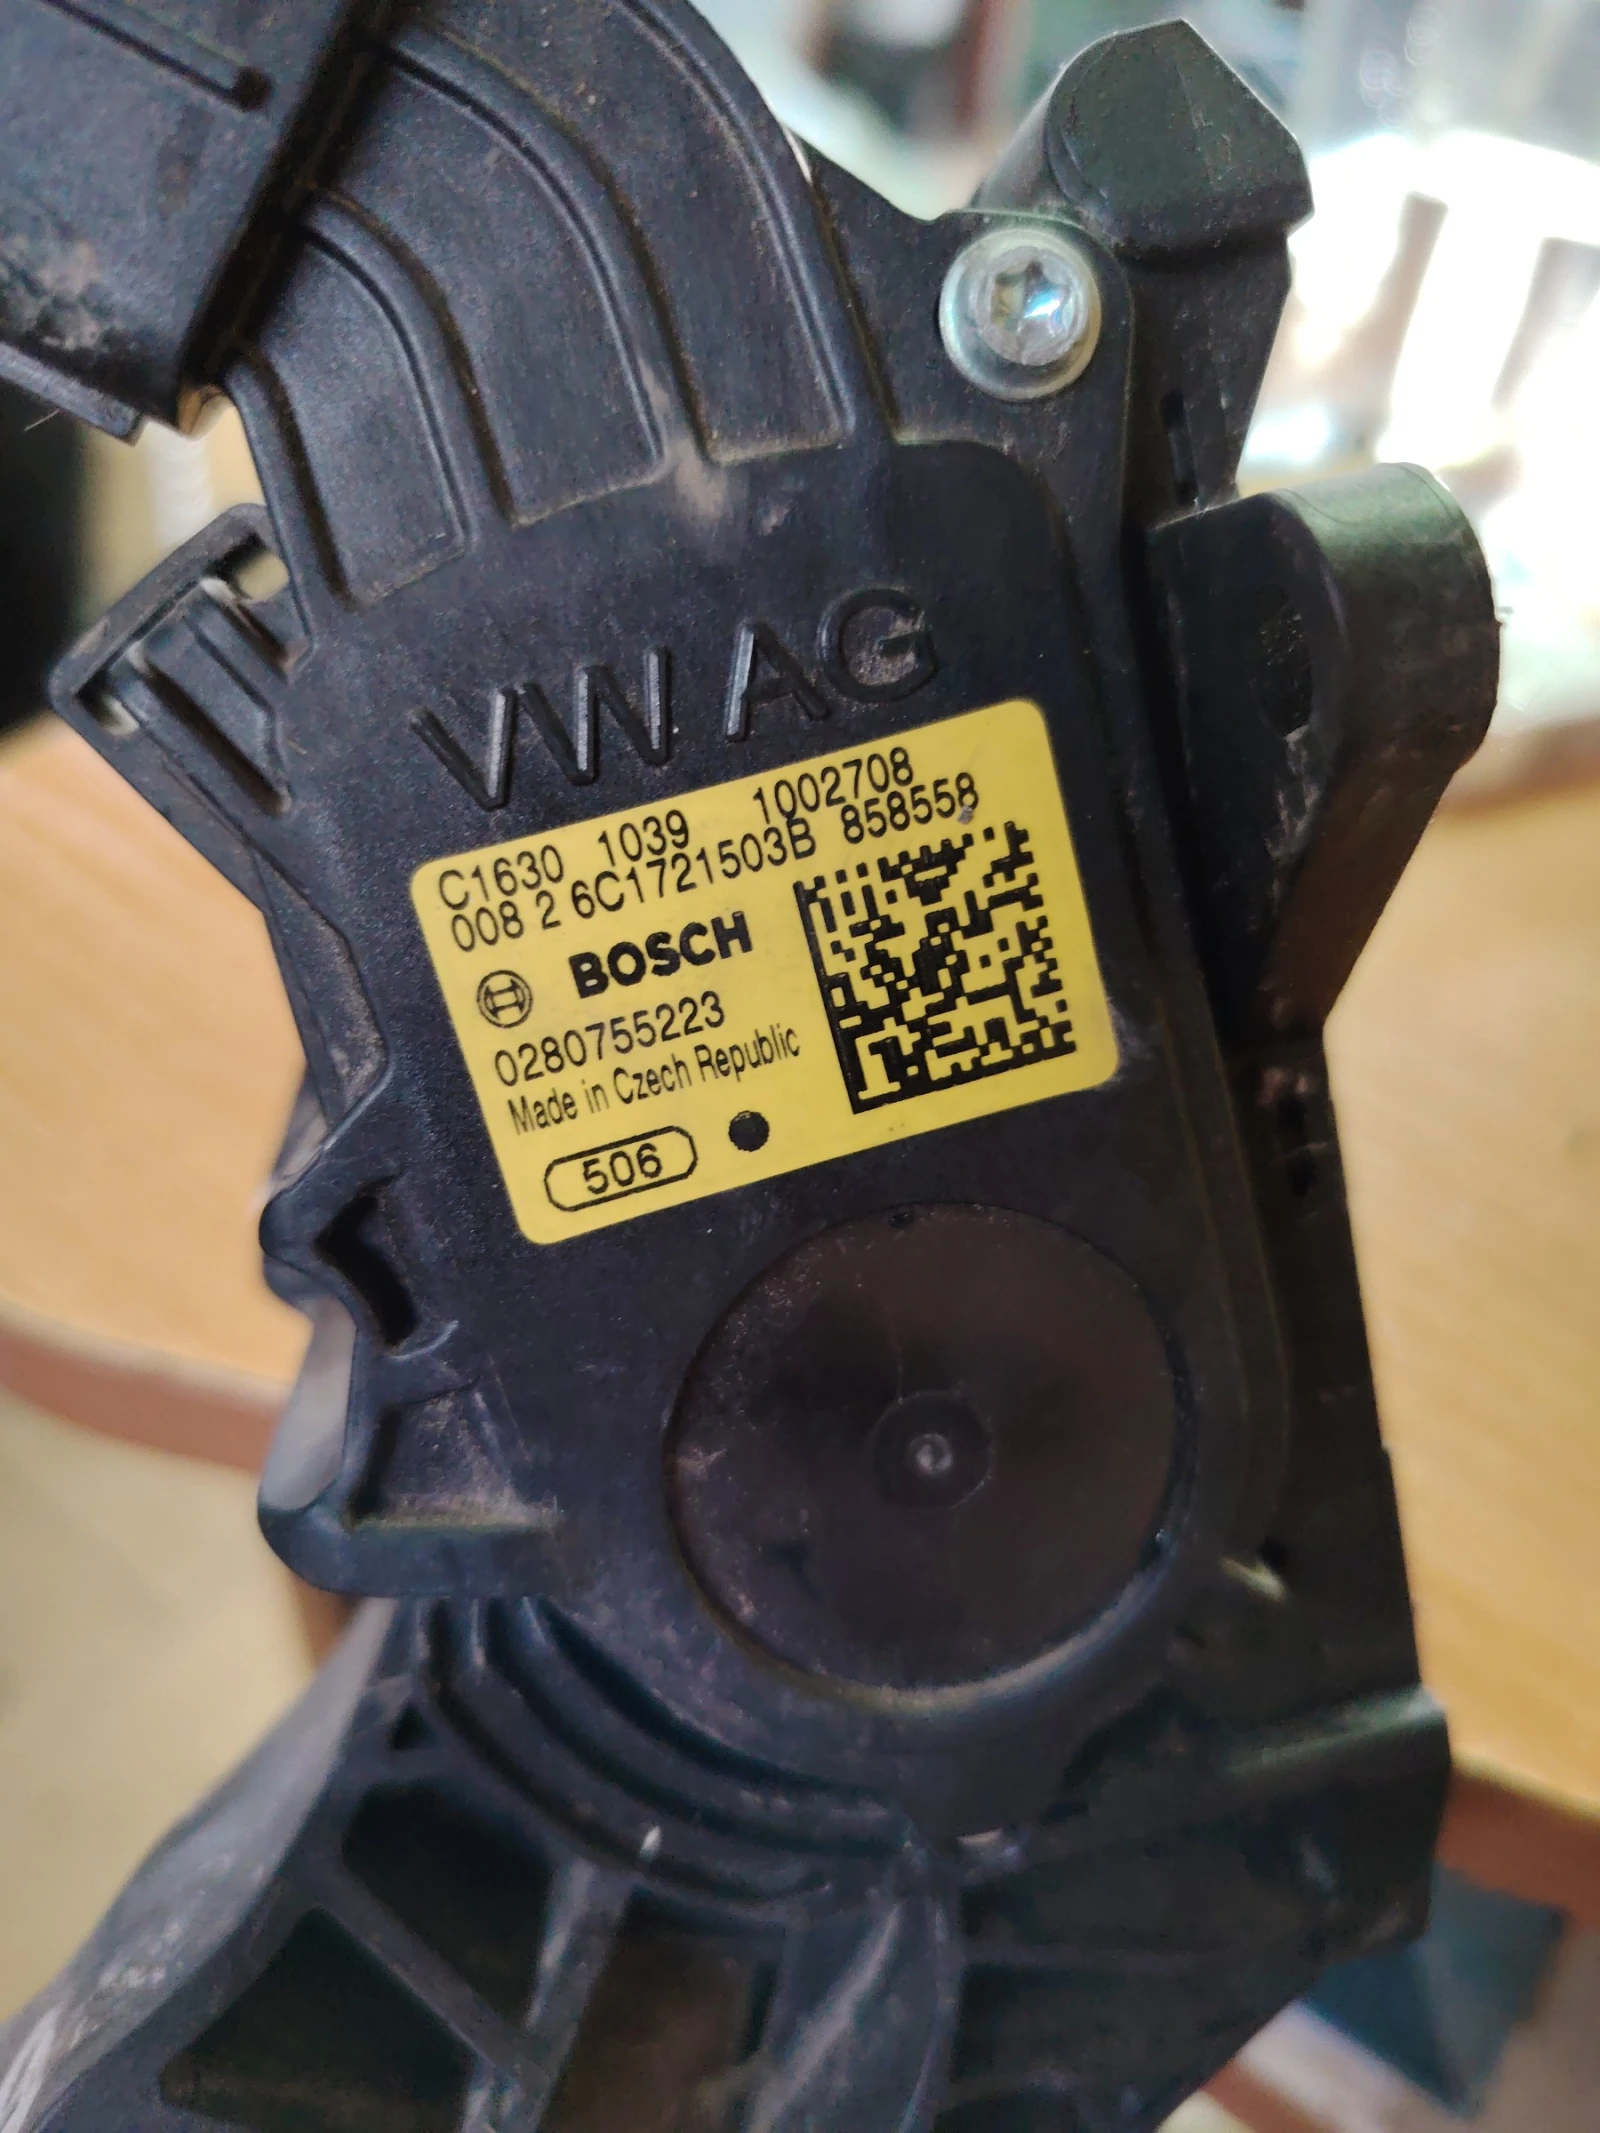 VW AG
C1630 1039 1002708
008 2 6C1721503B 858558
BOSCH
0280755223
Made in Czech Republic
506